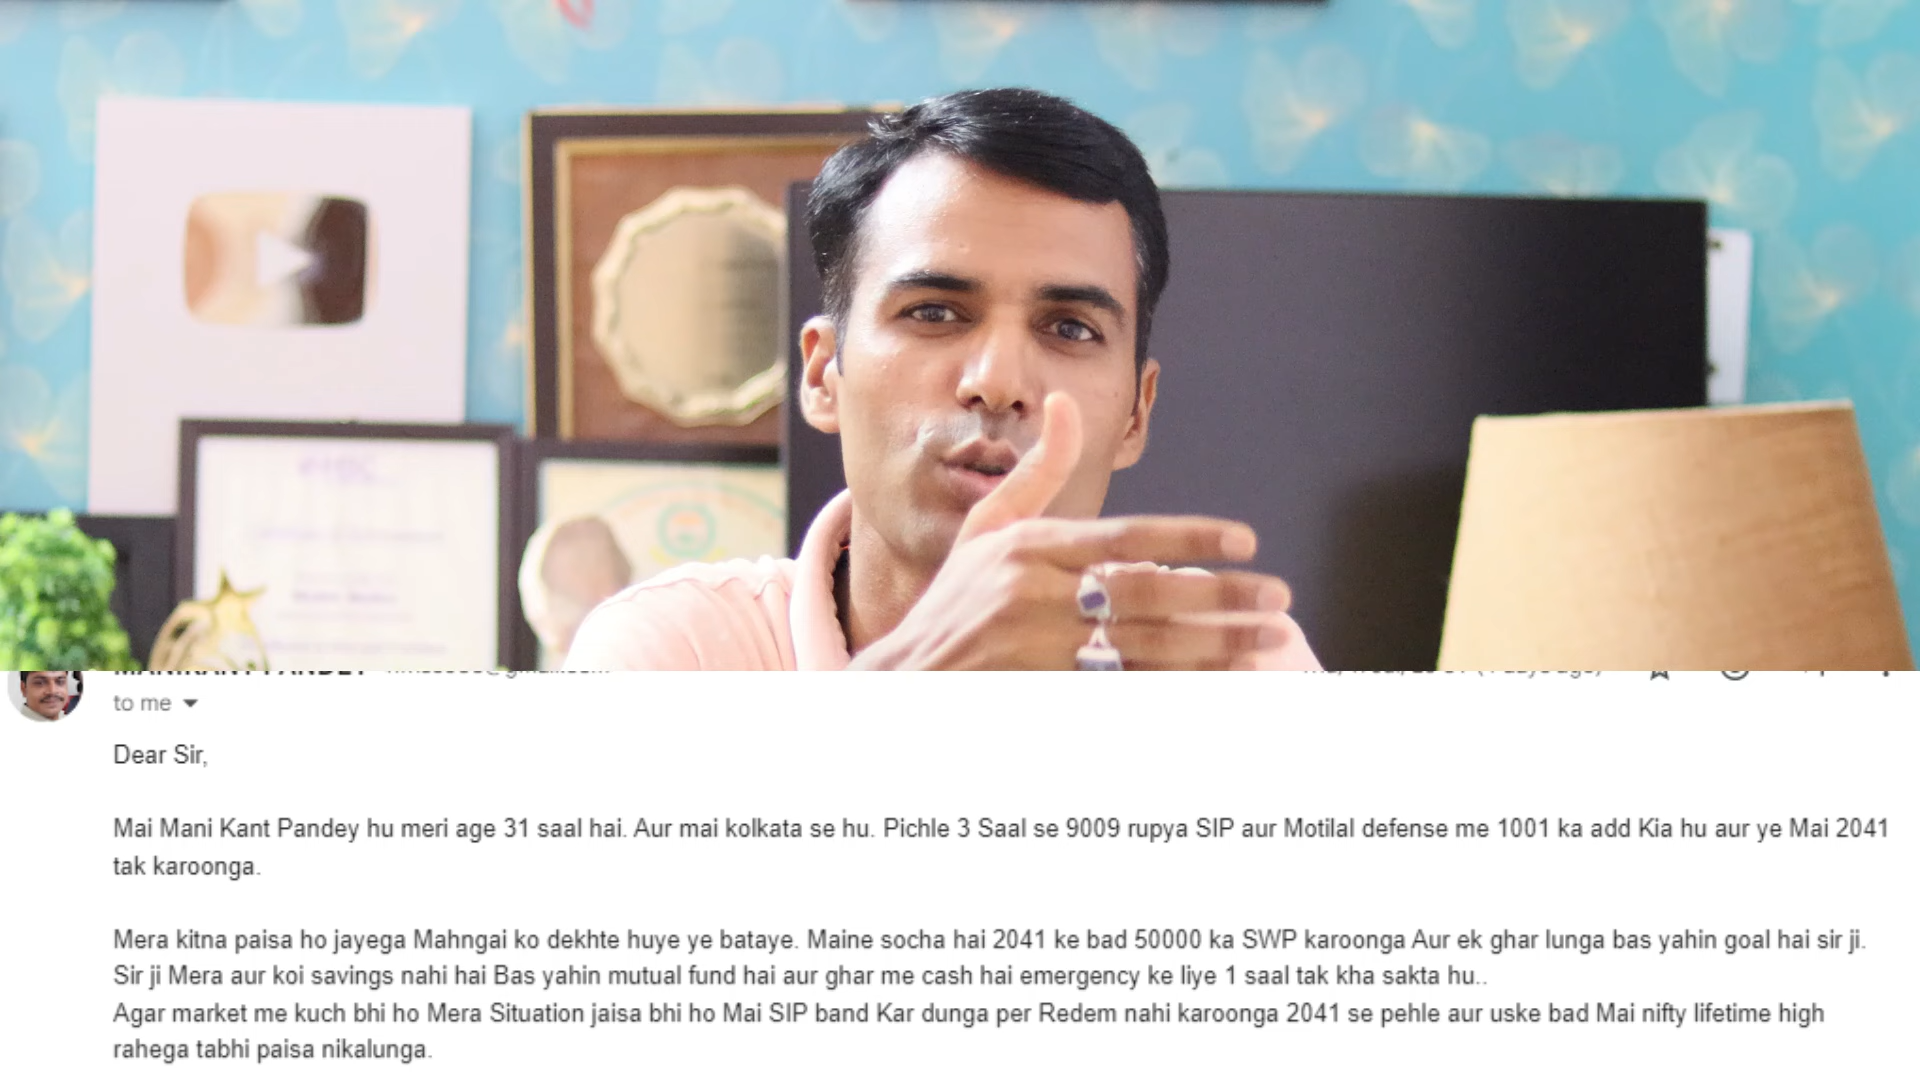 to me
Dear Sir,
Mai Mani Kant Pandey hu meri age 31 saal hai. Aur mai kolkata se hu. Pichle 3 Saal se 9009 rupya SIP aur Motilal defense me 1001 ka add Kia hu aur ye Mai 2041
tak karoonga.
Mera kitna paisa ho jayega Mahngai ko dekhte huye ye bataye. Maine socha hai 2041 ke bad 50000 ka SWP karoonga Aur ek ghar lunga bas yahin goal hai sir ji.
Sir ji Mera aur koi savings nahi hai Bas yahin mutual fund hai aur ghar me cash hai emergency ke liye 1 saal tak kha sakta hu..
Agar market me kuch bhi ho Mera Situation jaisa bhi ho Mai SIP band Kar dunga per Redem nahi karoonga 2041 se pehle aur uske bad Mai nifty lifetime high
rahega tabhi paisa nikalunga.